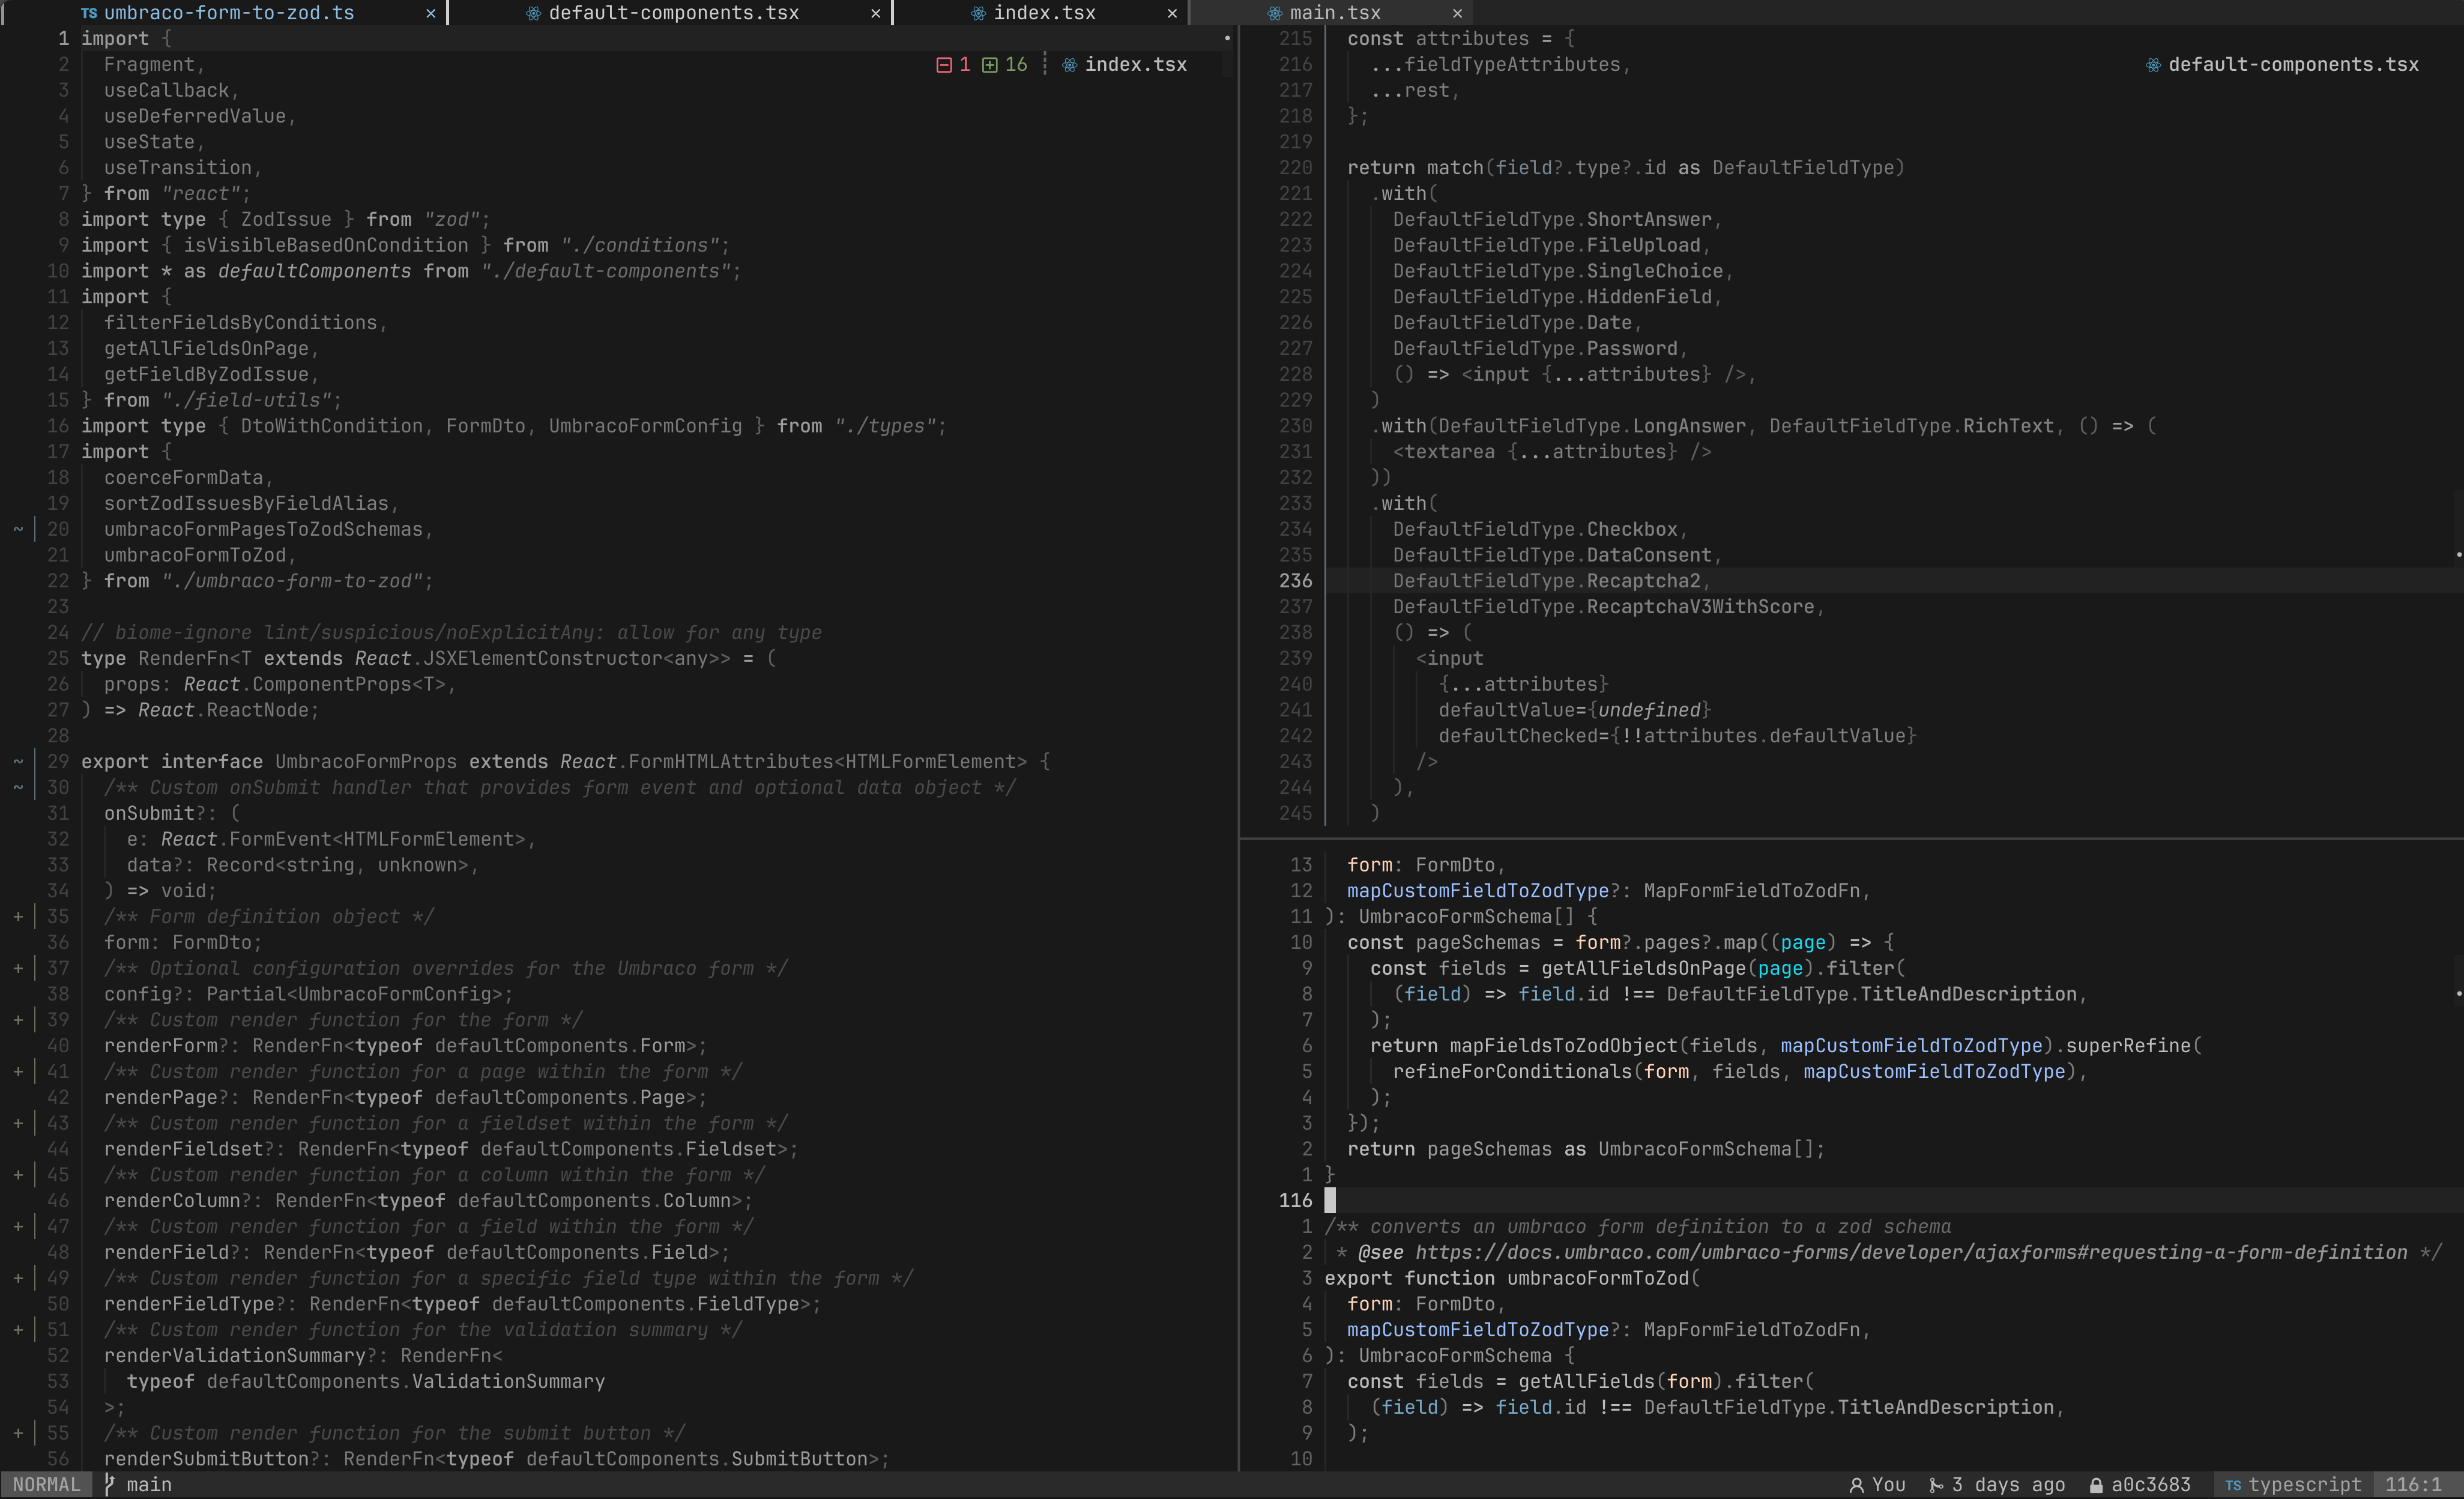 TS umbraco-form-to-zod.ts × default-components.tsx × index.tsx × main.tsx ×
1 import {
1 16 index.tsx
2 Fragment,
3 useCallback,
4 useDeferredValue,
5 useState,
6 useTransition,
7 } from "react";
8 import type { ZodIssue } from "zod";
9 import { isVisibleBasedOnCondition } from "./conditions";
10 import * as defaultComponents from "./default-components";
11 import {
12 filterFieldsByConditions,
13 getAllFieldsOnPage,
14 getFieldByZodIssue,
15 } from "./field-utils";
16 import type { DtoWithCondition, FormDto, UmbracoFormConfig } from "./types";
17 import {
18 coerceFormData,
19 sortZodIssuesByFieldAlias,
~ 20 umbracoFormPagesToZodSchemas,
21 umbracoFormToZod,
22 } from "./umbraco-form-to-zod";
23
24 // biome-ignore lint/suspicious/noExplicitAny: allow for any type
25 type RenderFn<T extends React.JSXElementConstructor<any>> = (
26 props: React.ComponentProps<T>,
27 ) => React.ReactNode;
28
~ 29 export interface UmbracoFormProps extends React.FormHTMLAttributes<HTMLFormElement> {
~ 30 /** Custom onSubmit handler that provides form event and optional data object */
31 onSubmit?: (
32 e: React.FormEvent<HTMLFormElement>,
33 data?: Record<string, unknown>,
34 ) => void;
+ 35 /** Form definition object */
36 form: FormDto;
+ 37 /** Optional configuration overrides for the Umbraco form */
38 config?: Partial<UmbracoFormConfig>;
+ 39 /** Custom render function for the form */
40 renderForm?: RenderFn<typeof defaultComponents.Form>;
+ 41 /** Custom render function for a page within the form */
42 renderPage?: RenderFn<typeof defaultComponents.Page>;
+ 43 /** Custom render function for a fieldset within the form */
44 renderFieldset?: RenderFn<typeof defaultComponents.Fieldset>;
+ 45 /** Custom render function for a column within the form */
46 renderColumn?: RenderFn<typeof defaultComponents.Column>;
+ 47 /** Custom render function for a field within the form */
48 renderField?: RenderFn<typeof defaultComponents.Field>;
+ 49 /** Custom render function for a specific field type within the form */
50 renderFieldType?: RenderFn<typeof defaultComponents.FieldType>;
+ 51 /** Custom render function for the validation summary */
52 renderValidationSummary?: RenderFn<
53 typeof defaultComponents.ValidationSummary
54 >;
+ 55 /** Custom render function for the submit button */
56 renderSubmitButton?: RenderFn<typeof defaultComponents.SubmitButton>;
215 const attributes = {
default-components.tsx
216 ...fieldTypeAttributes,
217 ...rest,
218 };
219
220 return match(field?.type?.id as DefaultFieldType)
221 .with(
222 DefaultFieldType.ShortAnswer,
223 DefaultFieldType.FileUpload,
224 DefaultFieldType.SingleChoice,
225 DefaultFieldType.HiddenField,
226 DefaultFieldType.Date,
227 DefaultFieldType.Password,
228 () => <input {...attributes} />,
229 )
230 .with(DefaultFieldType.LongAnswer, DefaultFieldType.RichText, () => (
231 <textarea {...attributes} />
232 ))
233 .with(
234 DefaultFieldType.Checkbox,
235 DefaultFieldType.DataConsent,
236 DefaultFieldType.Recaptcha2,
237 DefaultFieldType.RecaptchaV3WithScore,
238 () => (
239 <input
240 {...attributes}
241 defaultValue={undefined}
242 defaultChecked={!!attributes.defaultValue}
243 />
244 ),
245 )
13 form: FormDto,
12 mapCustomFieldToZodType?: MapFormFieldToZodFn,
11 ): UmbracoFormSchema[] {
10 const pageSchemas = form?.pages?.map((page) => {
9 const fields = getAllFieldsOnPage(page).filter(
8 (field) => field.id !== DefaultFieldType.TitleAndDescription,
7 );
6 return mapFieldsToZodObject(fields, mapCustomFieldToZodType).superRefine(
5 refineForConditionals(form, fields, mapCustomFieldToZodType),
4 );
3 });
2 return pageSchemas as UmbracoFormSchema[];
1 }
116
1 /** converts an umbraco form definition to a zod schema
2 * @see https://docs.umbraco.com/umbraco-forms/developer/ajaxforms#requesting-a-form-definition */
3 export function umbracoFormToZod(
4 form: FormDto,
5 mapCustomFieldToZodType?: MapFormFieldToZodFn,
6 ): UmbracoFormSchema {
7 const fields = getAllFields(form).filter(
8 (field) => field.id !== DefaultFieldType.TitleAndDescription,
9 );
10
NORMAL main You 3 days ago a0c3683 TS typescript 116:1